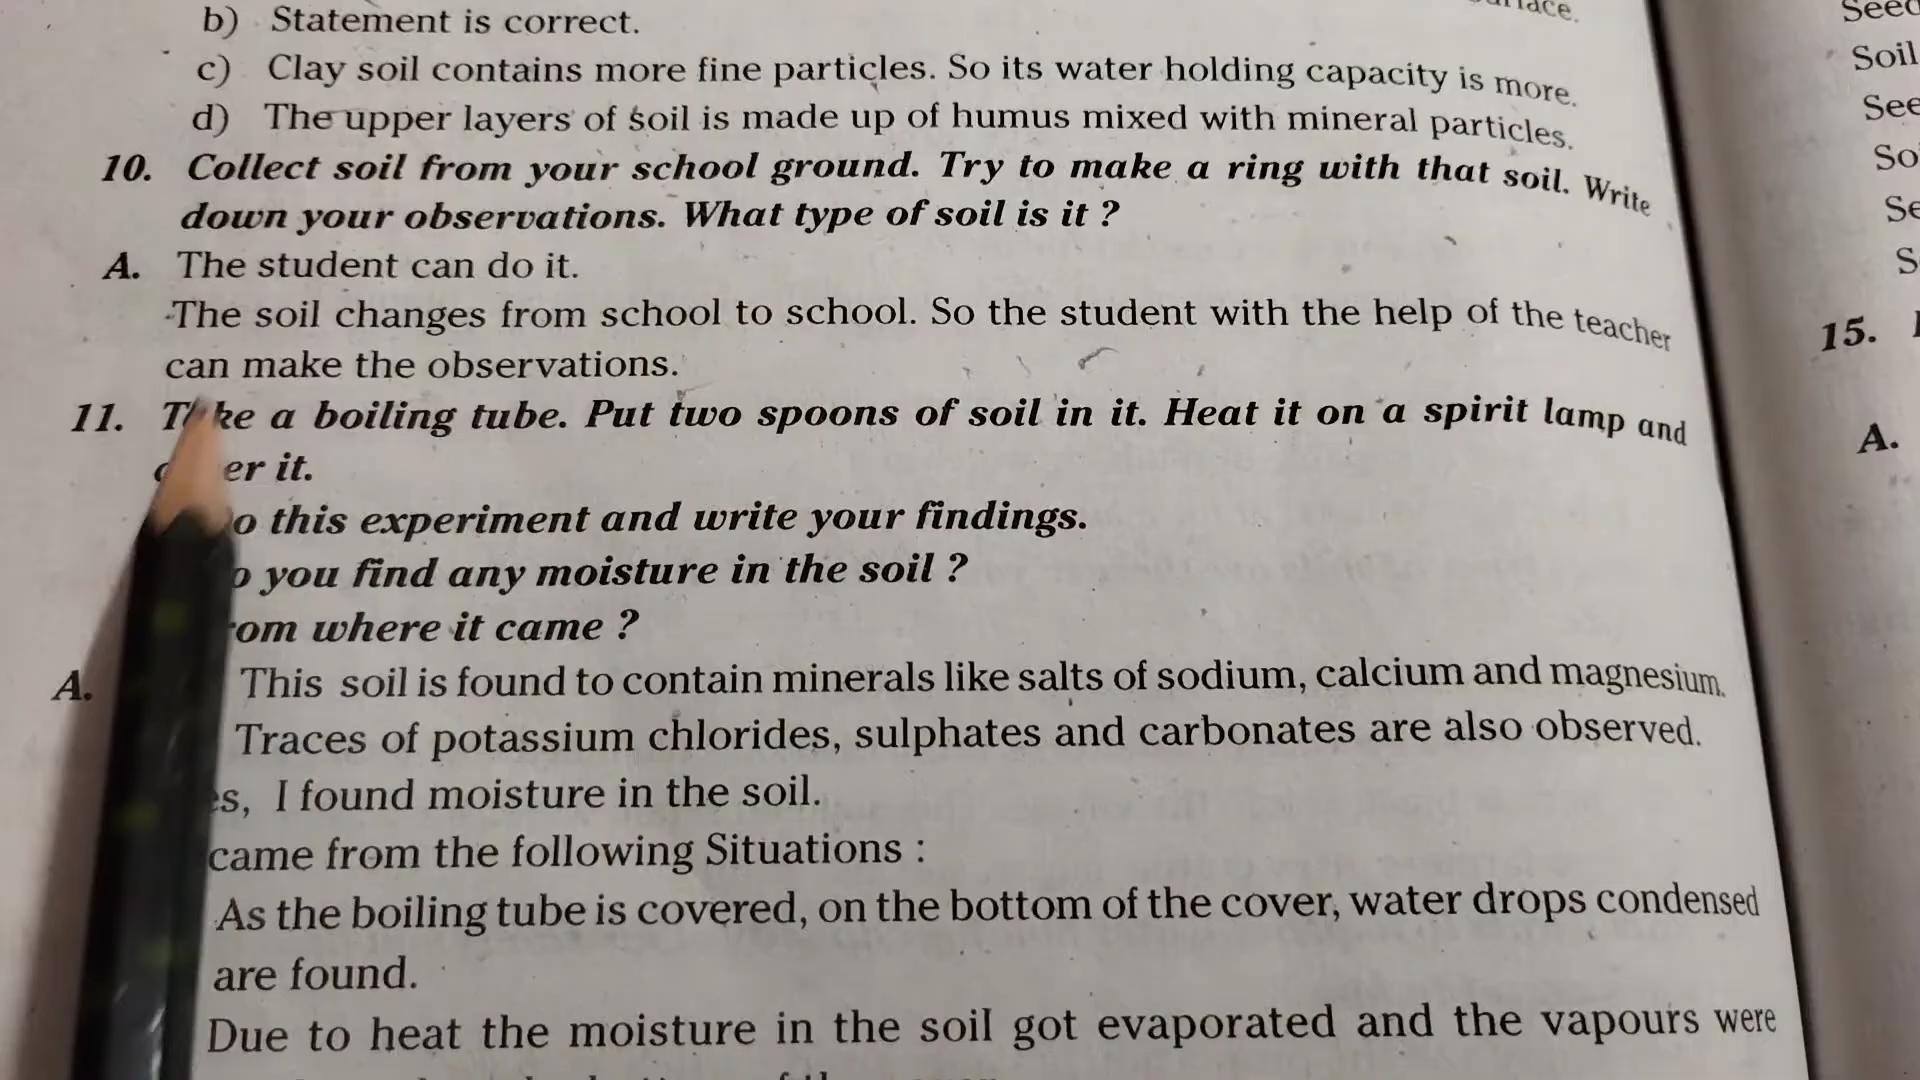 b) Statement is correct.
c) Clay soil contains more fine particles. So its water holding capacity is more.
d) The upper layers of soil is made up of humus mixed with mineral particles.
10. Collect soil from your school ground. Try to make a ring with that soil. Write
down your observations. What type of soil is it ?
A. The student can do it.
The soil changes from school to school. So the student with the help of the teacher
can make the observations.
11. Take a boiling tube. Put two spoons of soil in it. Heat it on a spirit lamp and
er it.
o this experiment and write your findings.
o you find any moisture in the soil ?
om where it came ?
A. This soil is found to contain minerals like salts of sodium, calcium and magnesium.
Traces of potassium chlorides, sulphates and carbonates are also observed.
es, I found moisture in the soil.
came from the following Situations :
As the boiling tube is covered, on the bottom of the cover, water drops condensed
are found.
Due to heat the moisture in the soil got evaporated and the vapours were
Soil
15.
A.